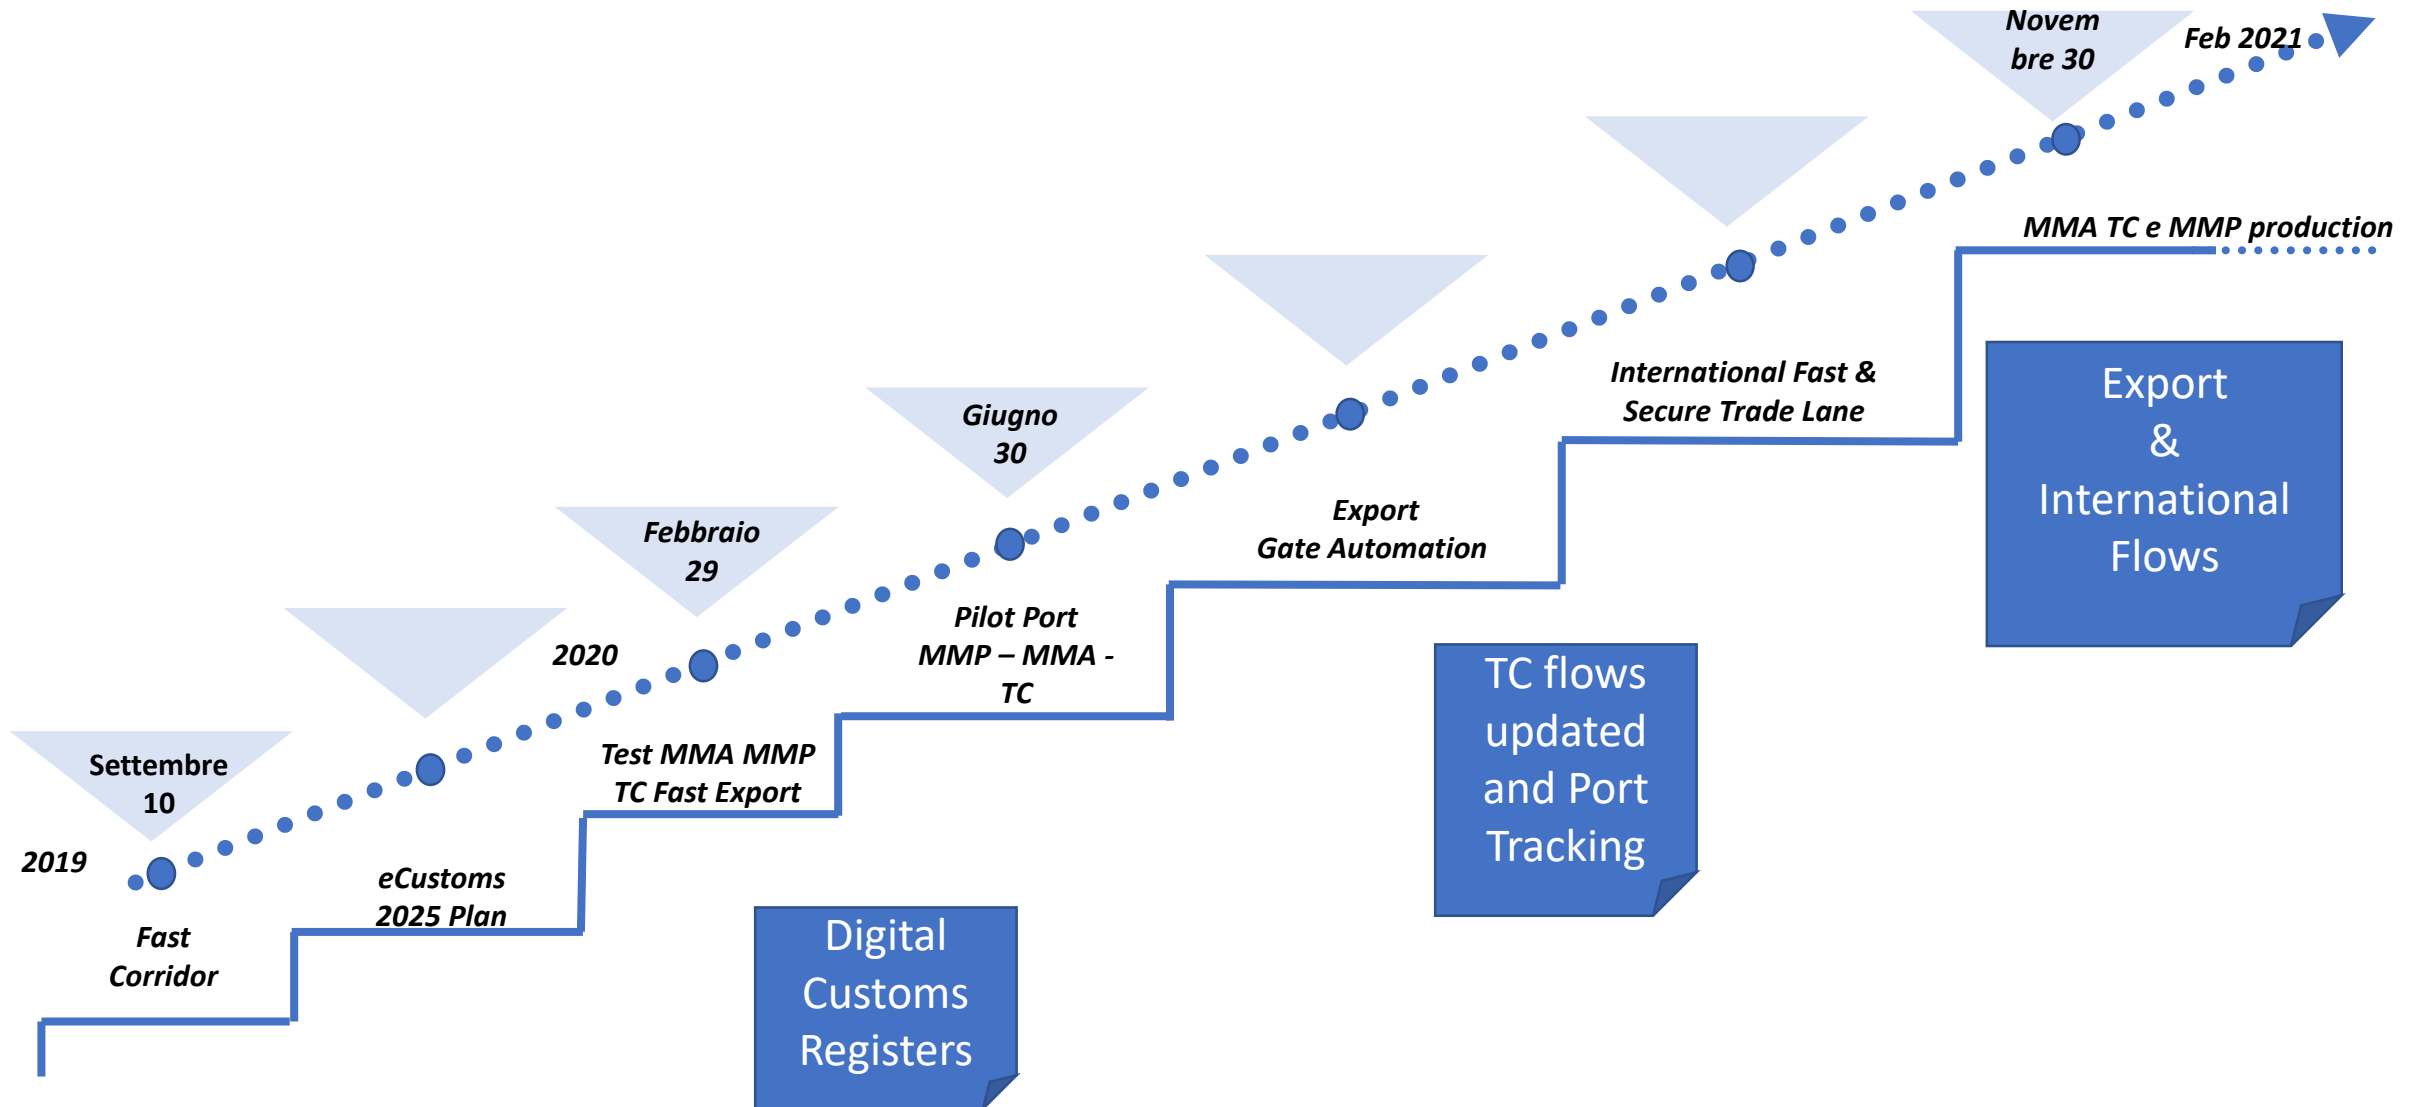 Novem
bre 30
Feb 2021
MMA TC e MMP production
International Fast &
Secure Trade Lane
Export
&
International
Flows
Giugno
30
Export
Gate Automation
Febbraio
29
Pilot Port
MMP – MMA -
TC
2020
TC flows
updated
and Port
Tracking
Settembre
10
Test MMA MMP
TC Fast Export
2019
eCustoms
2025 Plan
Fast
Corridor
Digital
Customs
Registers